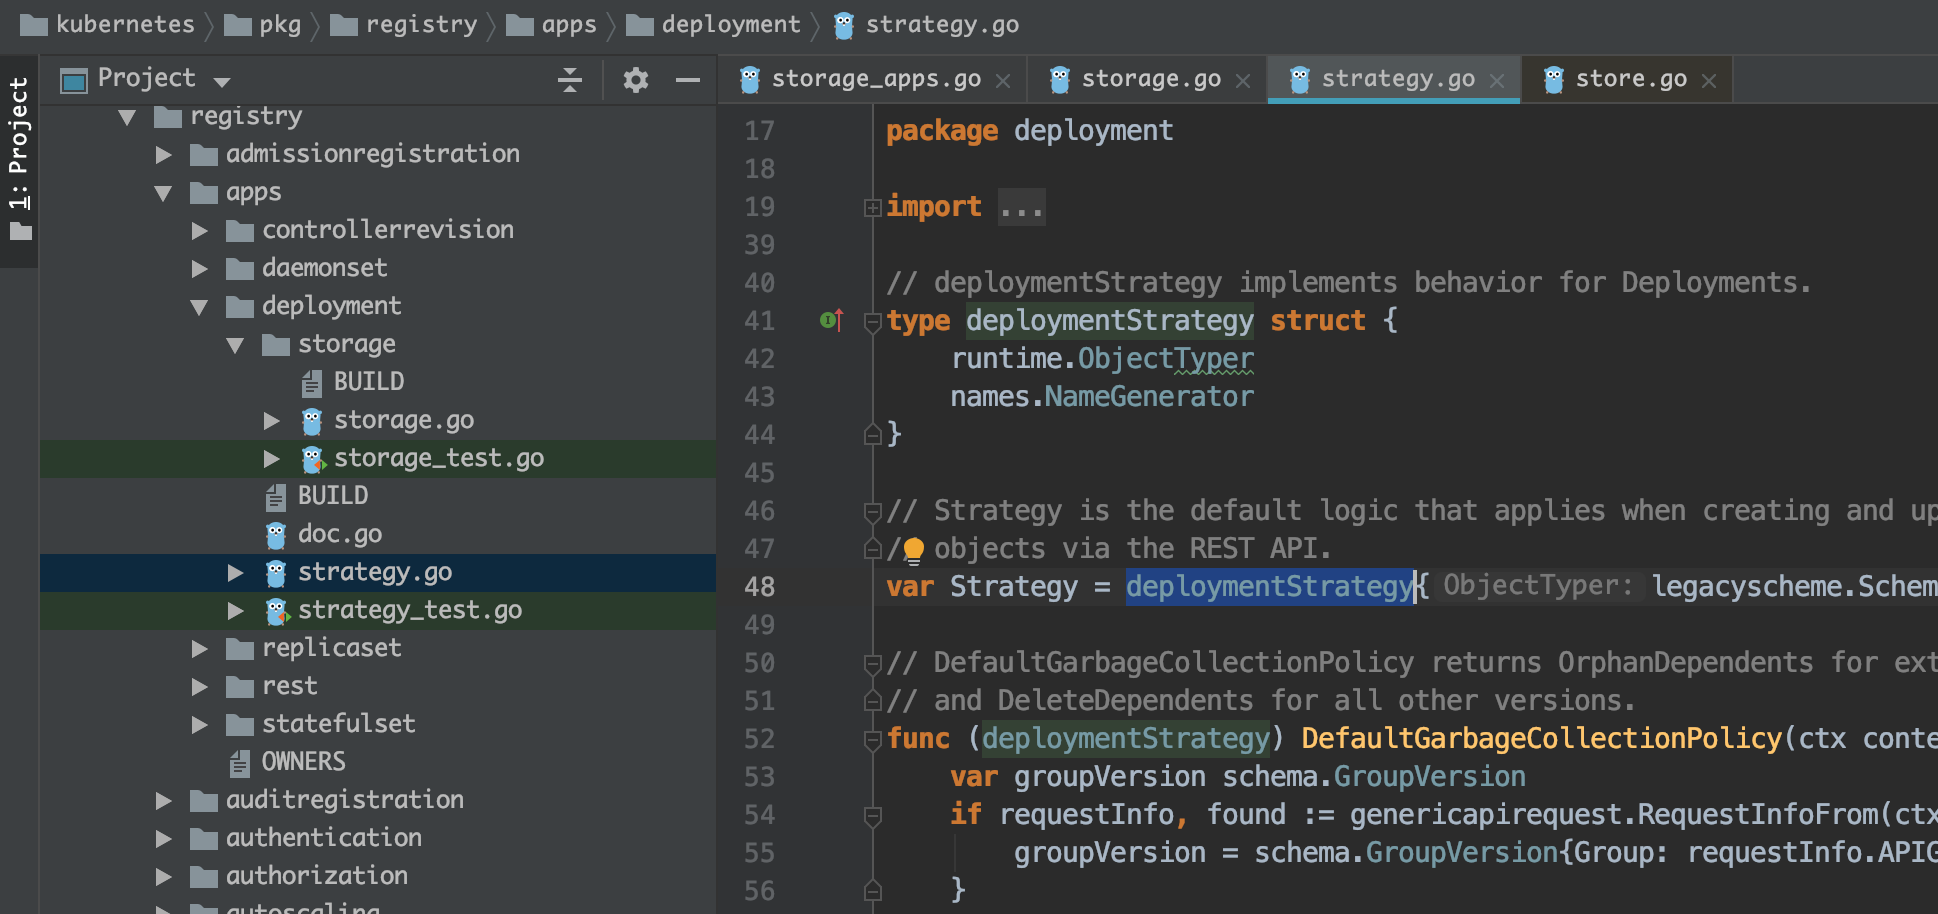 kubernetes pkg registry apps deployment strategy.go
1: Project
Project
registry
admissionregistration
apps
controllerrevision
daemonset
deployment
storage
BUILD
storage.go
storage_test.go
BUILD
doc.go
strategy.go
strategy_test.go
replicaset
rest
statefulset
OWNERS
auditregistration
authentication
authorization
autoscaling
storage_apps.go storage.go strategy.go store.go
17 package deployment
18
19 import ...
39
40 // deploymentStrategy implements behavior for Deployments.
41 type deploymentStrategy struct {
42 runtime.ObjectTyper
43 names.NameGenerator
44 }
45
46 // Strategy is the default logic that applies when creating and up
47 // objects via the REST API.
48 var Strategy = deploymentStrategy{ ObjectTyper: legacyscheme.Schem
49
50 // DefaultGarbageCollectionPolicy returns OrphanDependents for ext
51 // and DeleteDependents for all other versions.
52 func (deploymentStrategy) DefaultGarbageCollectionPolicy(ctx conte
53 var groupVersion schema.GroupVersion
54 if requestInfo, found := genericapirequest.RequestInfoFrom(ctx
55 groupVersion = schema.GroupVersion{Group: requestInfo.APIG
56 }